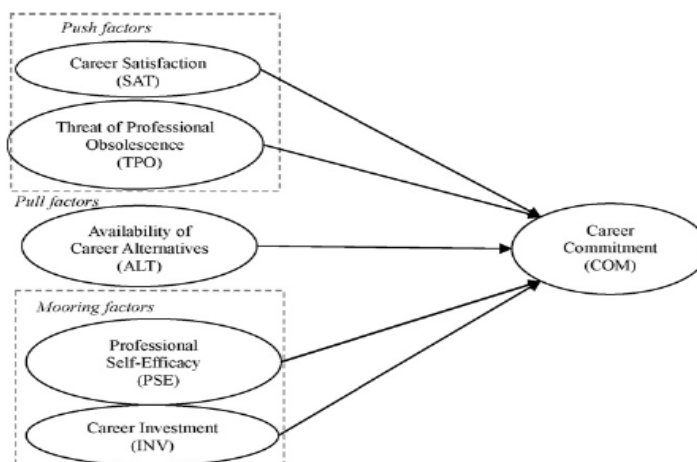 Push factors
Career Satisfaction
(SAT)
Threat of Professional
Obsolescence
(TPO)
Pull factors
Availability of
Career Alternatives
(ALT)
Career
Commitment
(COM)
Mooring factors
Professional
Self-Efficacy
(PSE)
Career Investment
(INV)